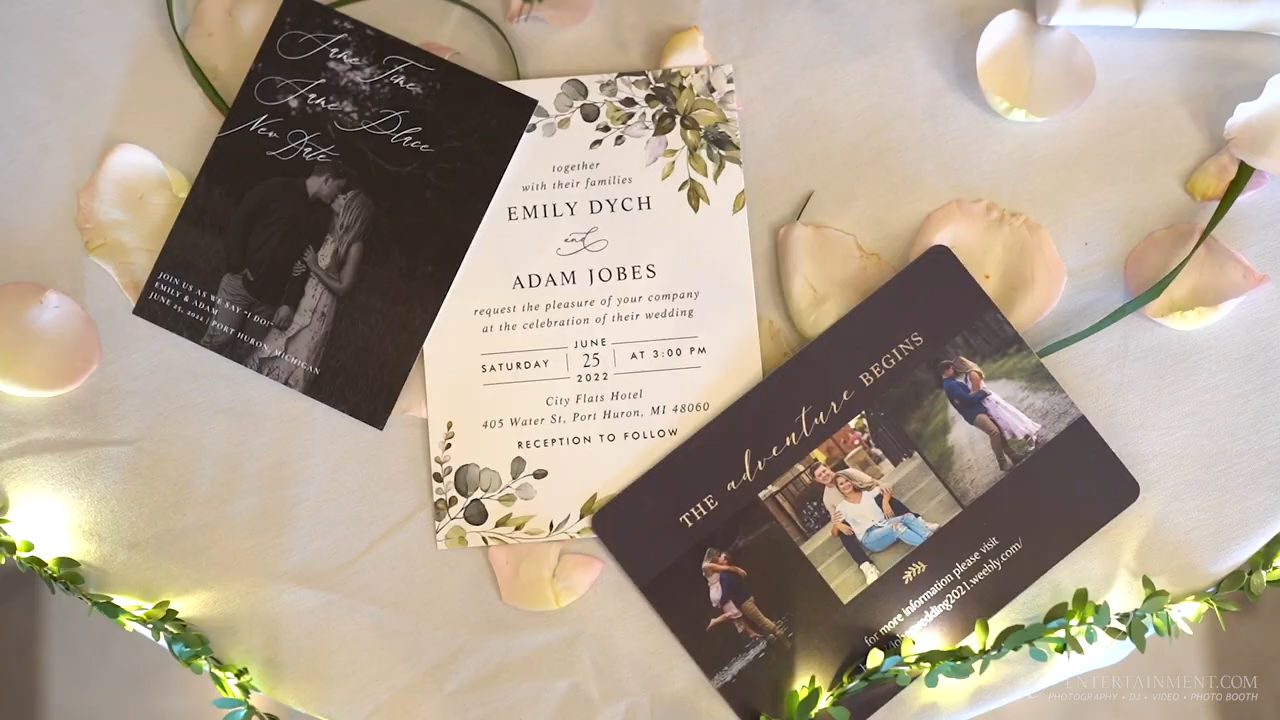 Same Time
Same Place
New Date
JOIN US AS WE SAY "I DO!"
EMILY & ADAM
JUNE 25, 2022 | PORT HURON, MICHIGAN
together
with their families
EMILY DYCH
and
ADAM JOBES
request the pleasure of your company
at the celebration of their wedding
JUNE
SATURDAY 25 AT 3:00 PM
2022
City Flats Hotel
405 Water St, Port Huron, MI 48060
RECEPTION TO FOLLOW
THE adventure BEGINS
for more information please visit
wedding2021.weebly.com/
ENTERTAINMENT.COM
PHOTOGRAPHY • DJ • VIDEO • PHOTO BOOTH